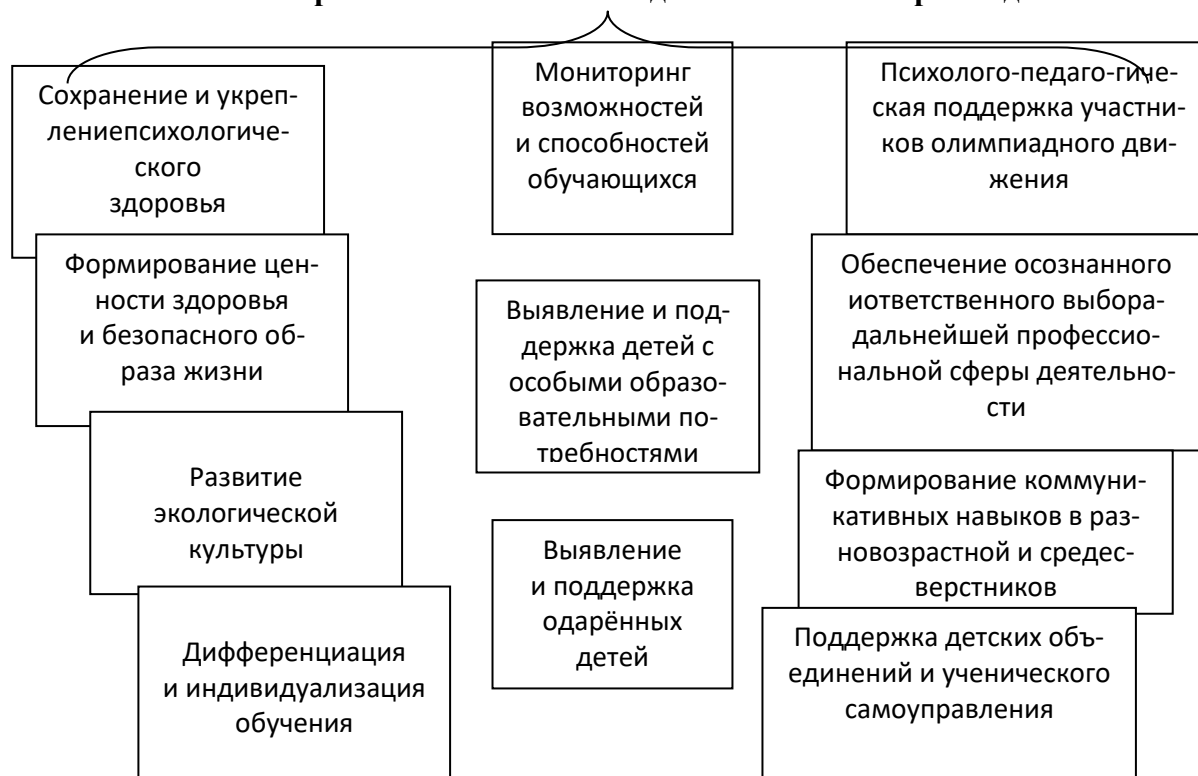 Сохранение и укреп-
лениепсихологиче-
ского
здоровья
Формирование цен-
ности здоровья
и безопасного об-
раза жизни
Развитие
экологической
культуры
Дифференциация
и индивидуализация
обучения
Мониторинг
возможностей
и способностей
обучающихся
Выявление и под-
держка детей с
особыми образо-
вательными по-
требностями
Выявление
и поддержка
одарённых
детей
Психолого-педаго-гиче-
ская поддержка участни-
ков олимпиадного дви-
жения
Обеспечение осознанного
иответственного выбора-
дальнейшей профессио-
нальной сферы деятельно-
сти
Формирование коммуни-
кативных навыков в раз-
новозрастной и средес-
верстников
Поддержка детских объ-
единений и ученического
самоуправления